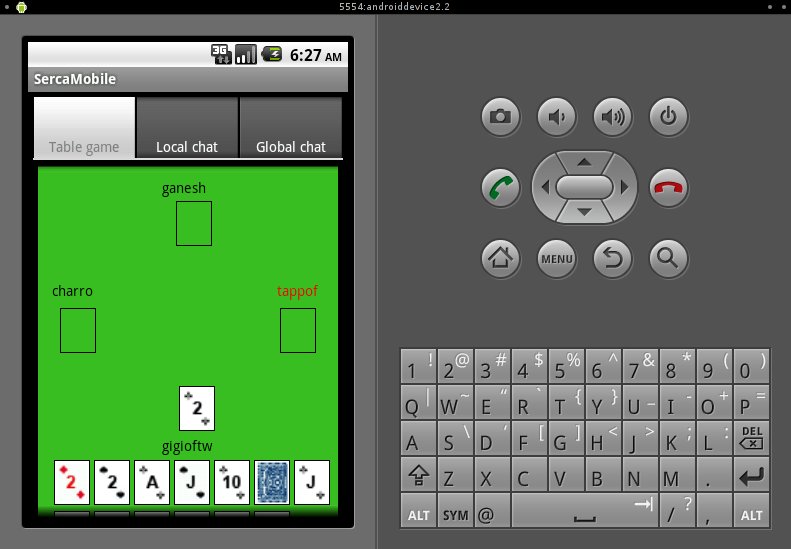 5554:androiddevice2.2
3G 6:27 AM
SercaMobile
Table game Local chat Global chat
ganesh
charro tappof
2
gigioftw
2 2 A J 10 J
MENU
1 ! 2 @ 3 # 4 $ 5 % 6 ^ 7 & 8 * 9 ( 0 )
Q | W ~ E “ R ` T { Y } U _ I - O + P =
A S \ D ‘ F [ G ] H < J > K ; L : DEL
Z X C V B N M .
ALT SYM @ / ? , ALT